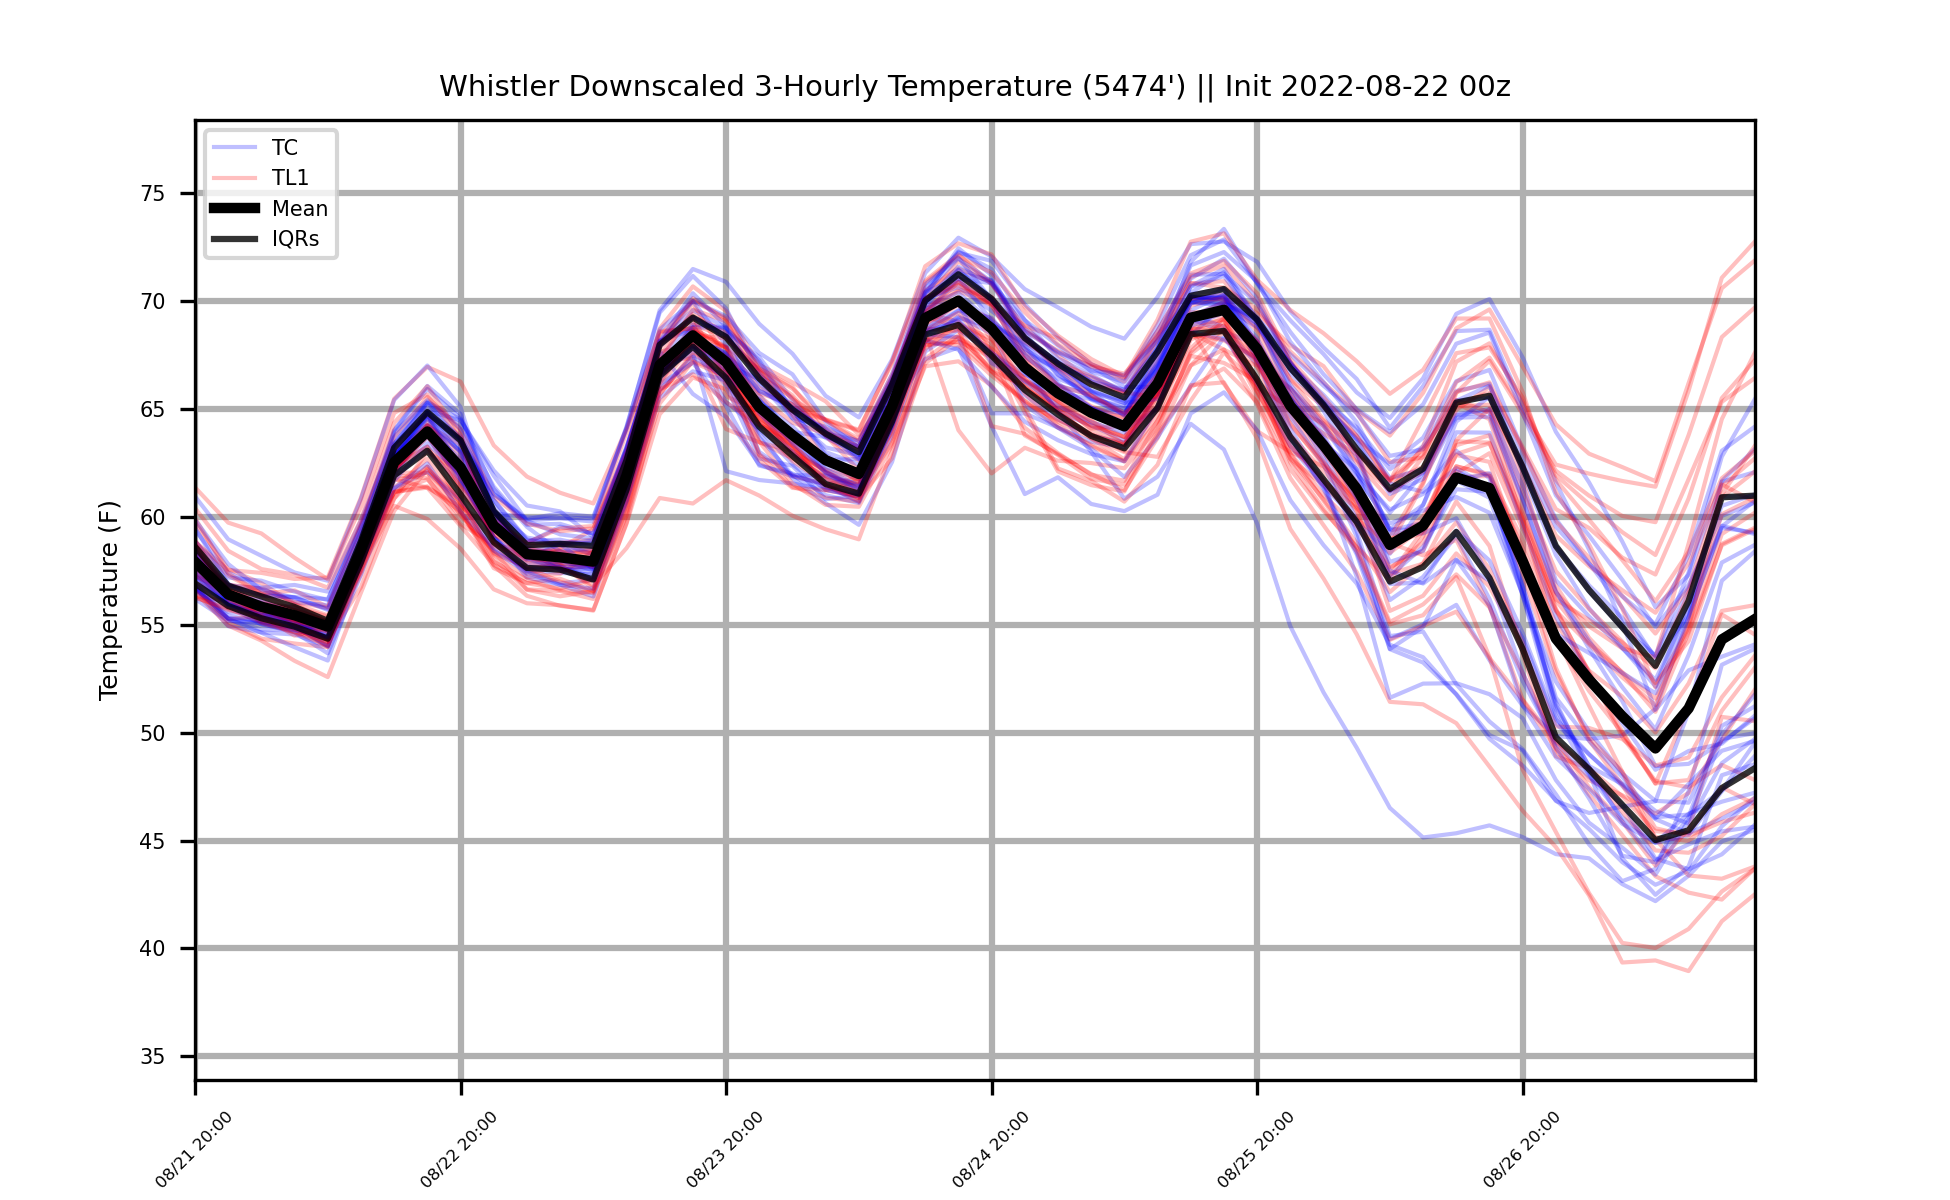 Whistler Downscaled 3-Hourly Temperature (5474') || Init 2022-08-22 00z
TC
TL1
Mean
IQRs
Temperature (F)
75
70
65
60
55
50
45
40
35
08/21 20:00
08/22 20:00
08/23 20:00
08/24 20:00
08/25 20:00
08/26 20:00